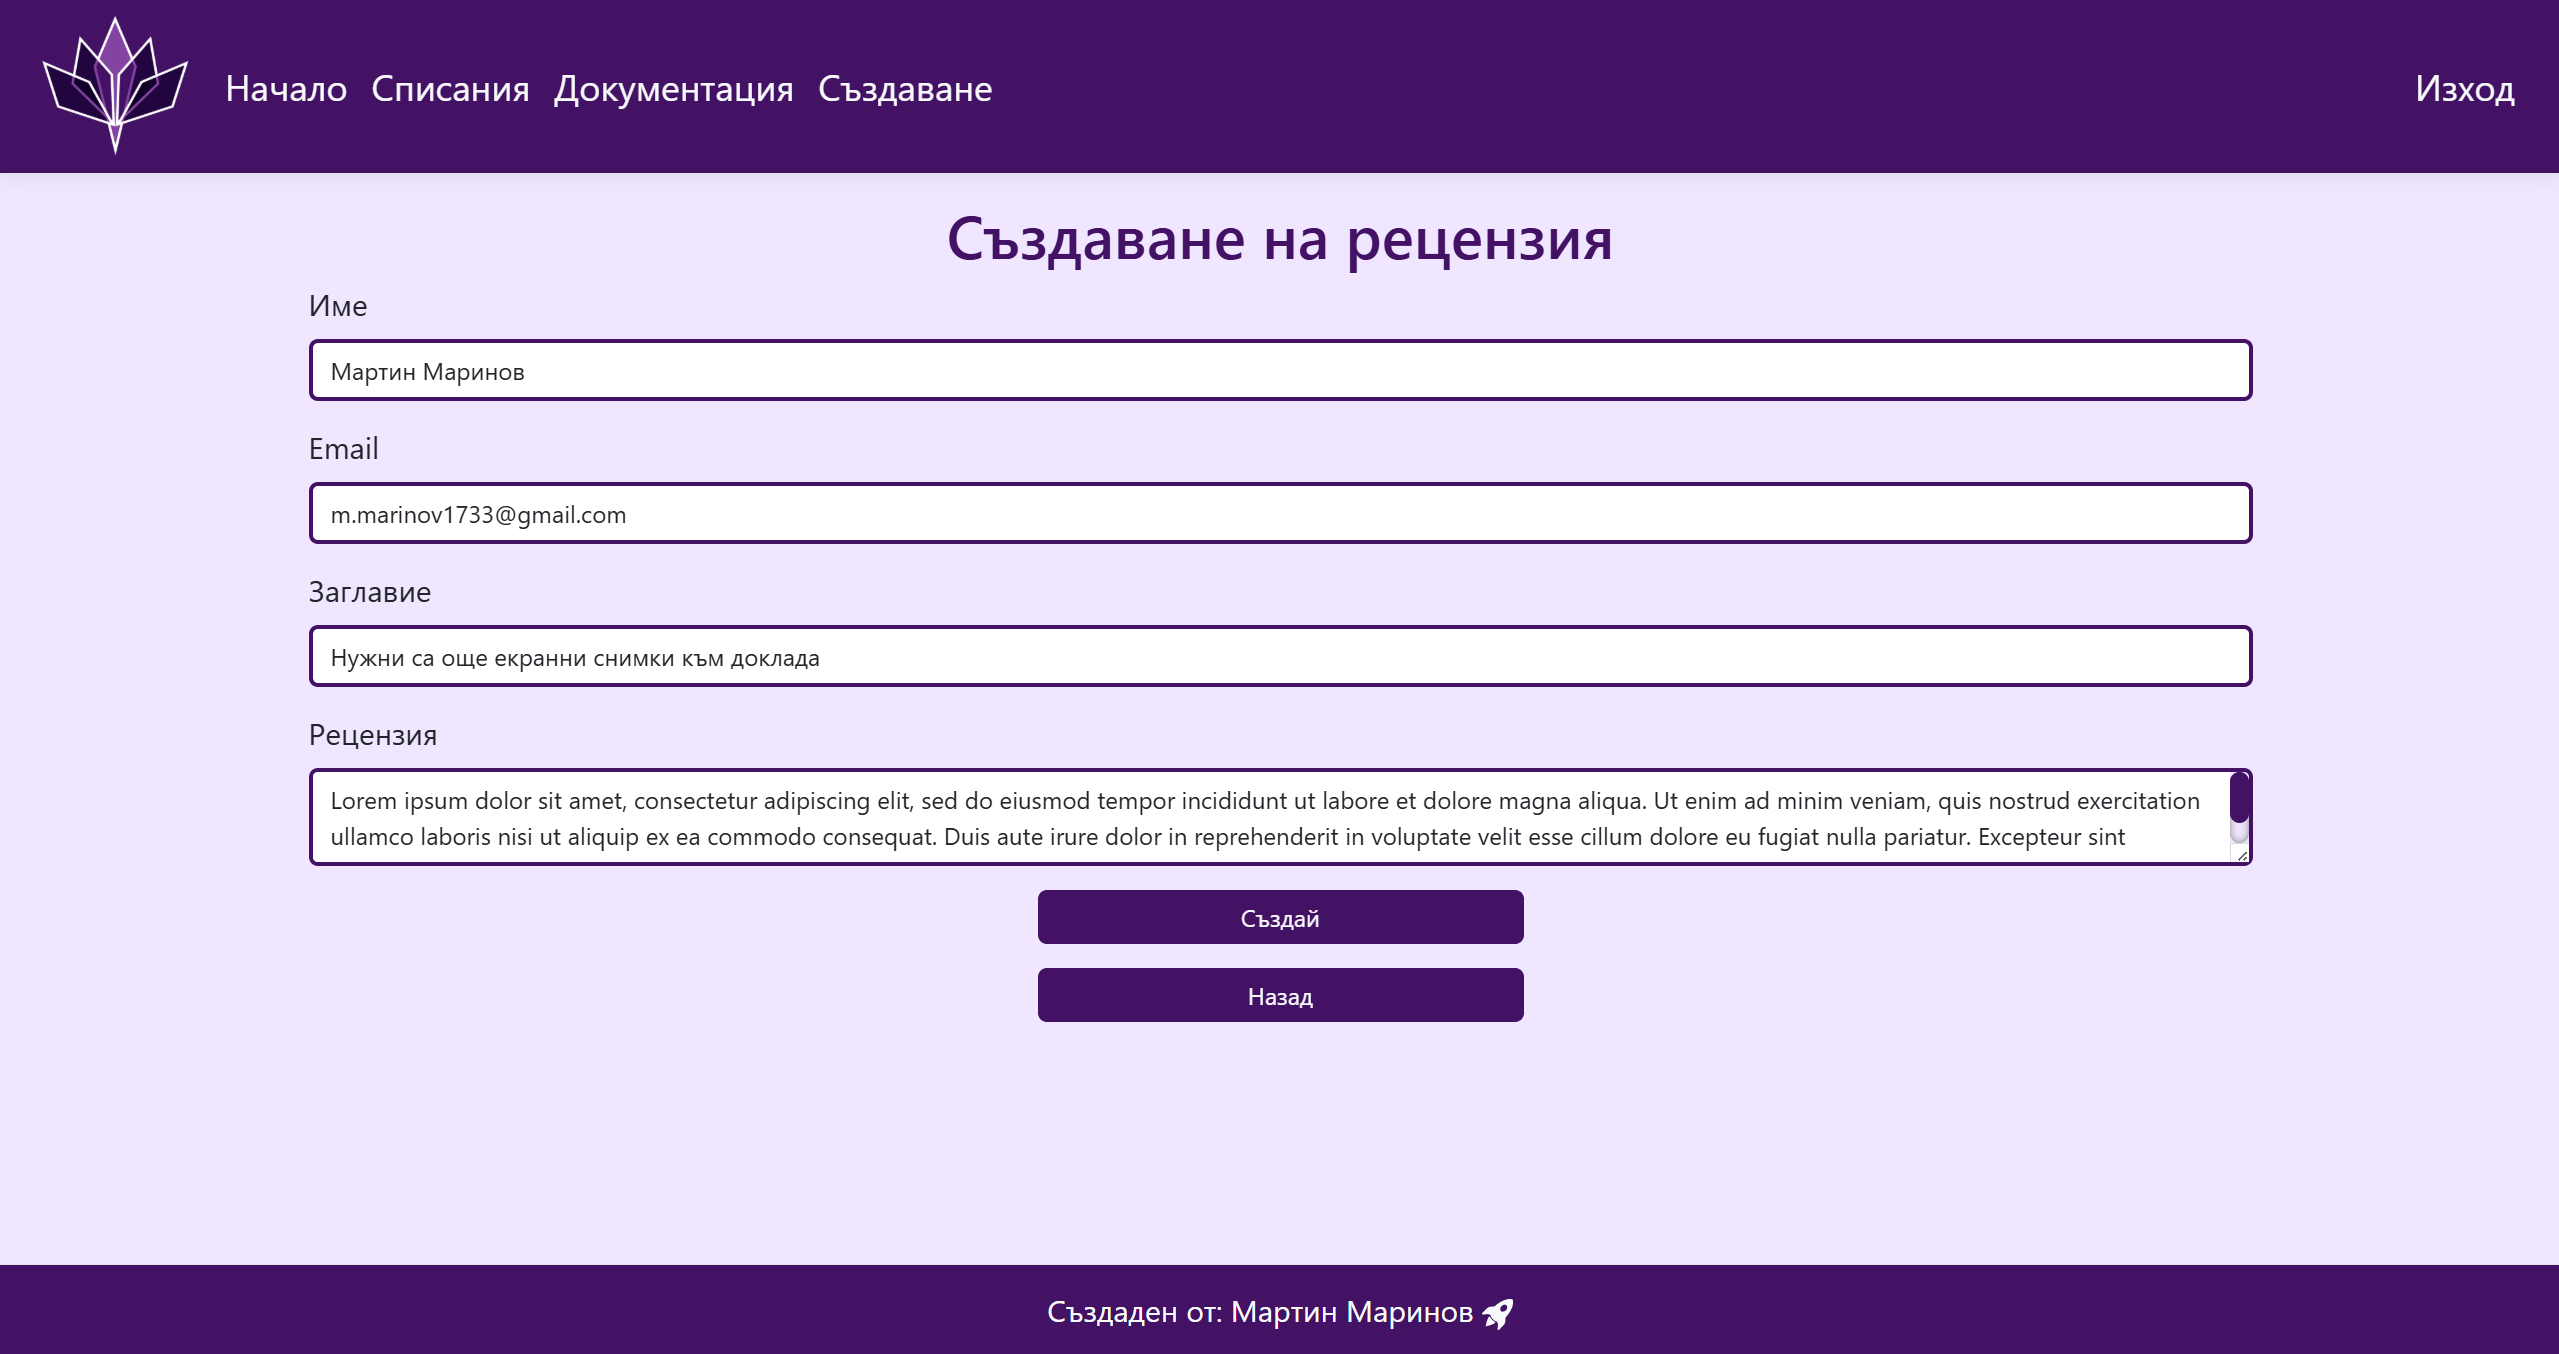 Начало Списания Документация Създаване Изход
Създаване на рецензия
Име
Мартин Маринов
Email
m.marinov1733@gmail.com
Заглавие
Нужни са още екранни снимки към доклада
Рецензия
Lorem ipsum dolor sit amet, consectetur adipiscing elit, sed do eiusmod tempor incididunt ut labore et dolore magna aliqua. Ut enim ad minim veniam, quis nostrud exercitation
ullamco laboris nisi ut aliquip ex ea commodo consequat. Duis aute irure dolor in reprehenderit in voluptate velit esse cillum dolore eu fugiat nulla pariatur. Excepteur sint
Създай
Назад
Създаден от: Мартин Маринов